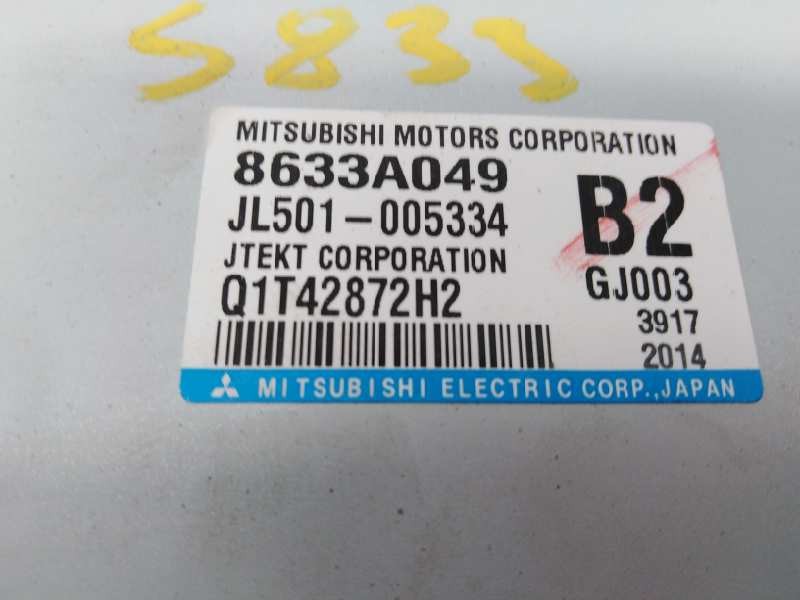 S833
MITSUBISHI MOTORS CORPORATION
8633A049
JL501-005334
B2
JTEKT CORPORATION
Q1T42872H2
GJ003
3917
2014
MITSUBISHI ELECTRIC CORP.,JAPAN